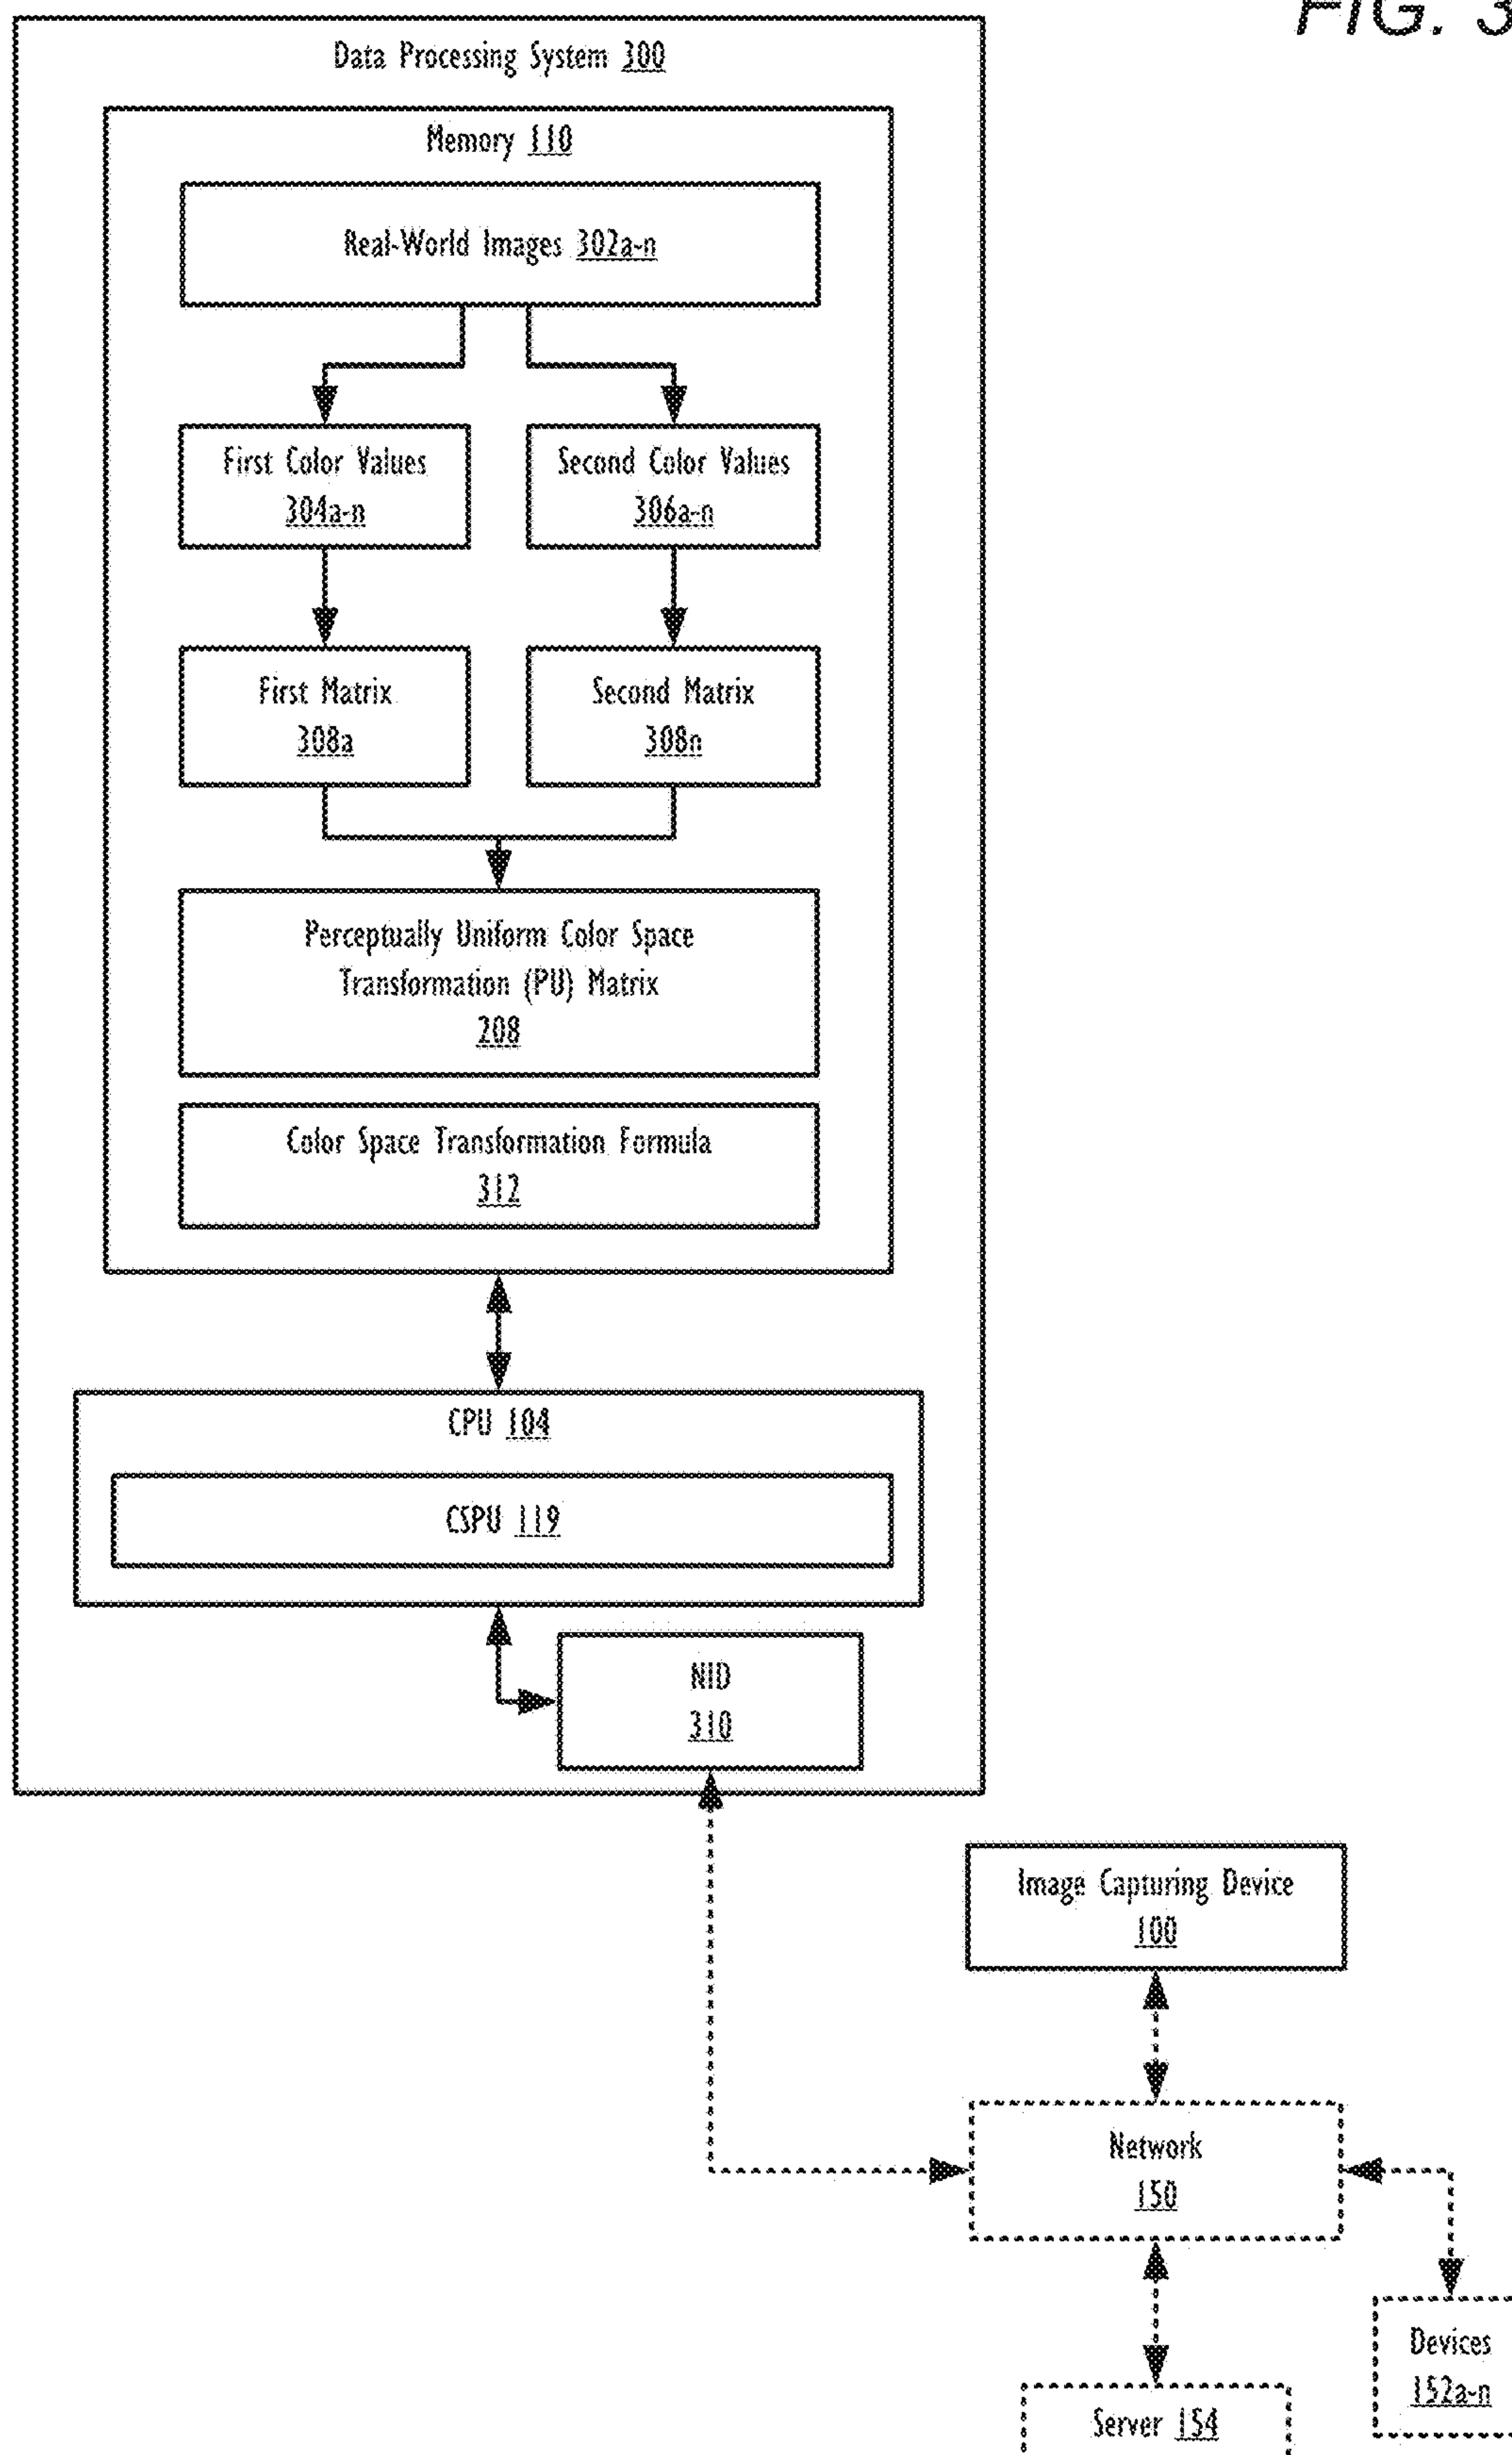 FIG. 3
Data Processing System 300
Memory 110
Real-World Images 302a-n
First Color Values
304a-n
Second Color Values
306a-n
First Matrix
308a
Second Matrix
308n
Perceptually Uniform Color Space
Transformation (PU) Matrix
208
Color Space Transformation Formula
312
CPU 104
CSPU 119
NID
310
Image Capturing Device
100
Network
150
Devices
152a-n
Server 154